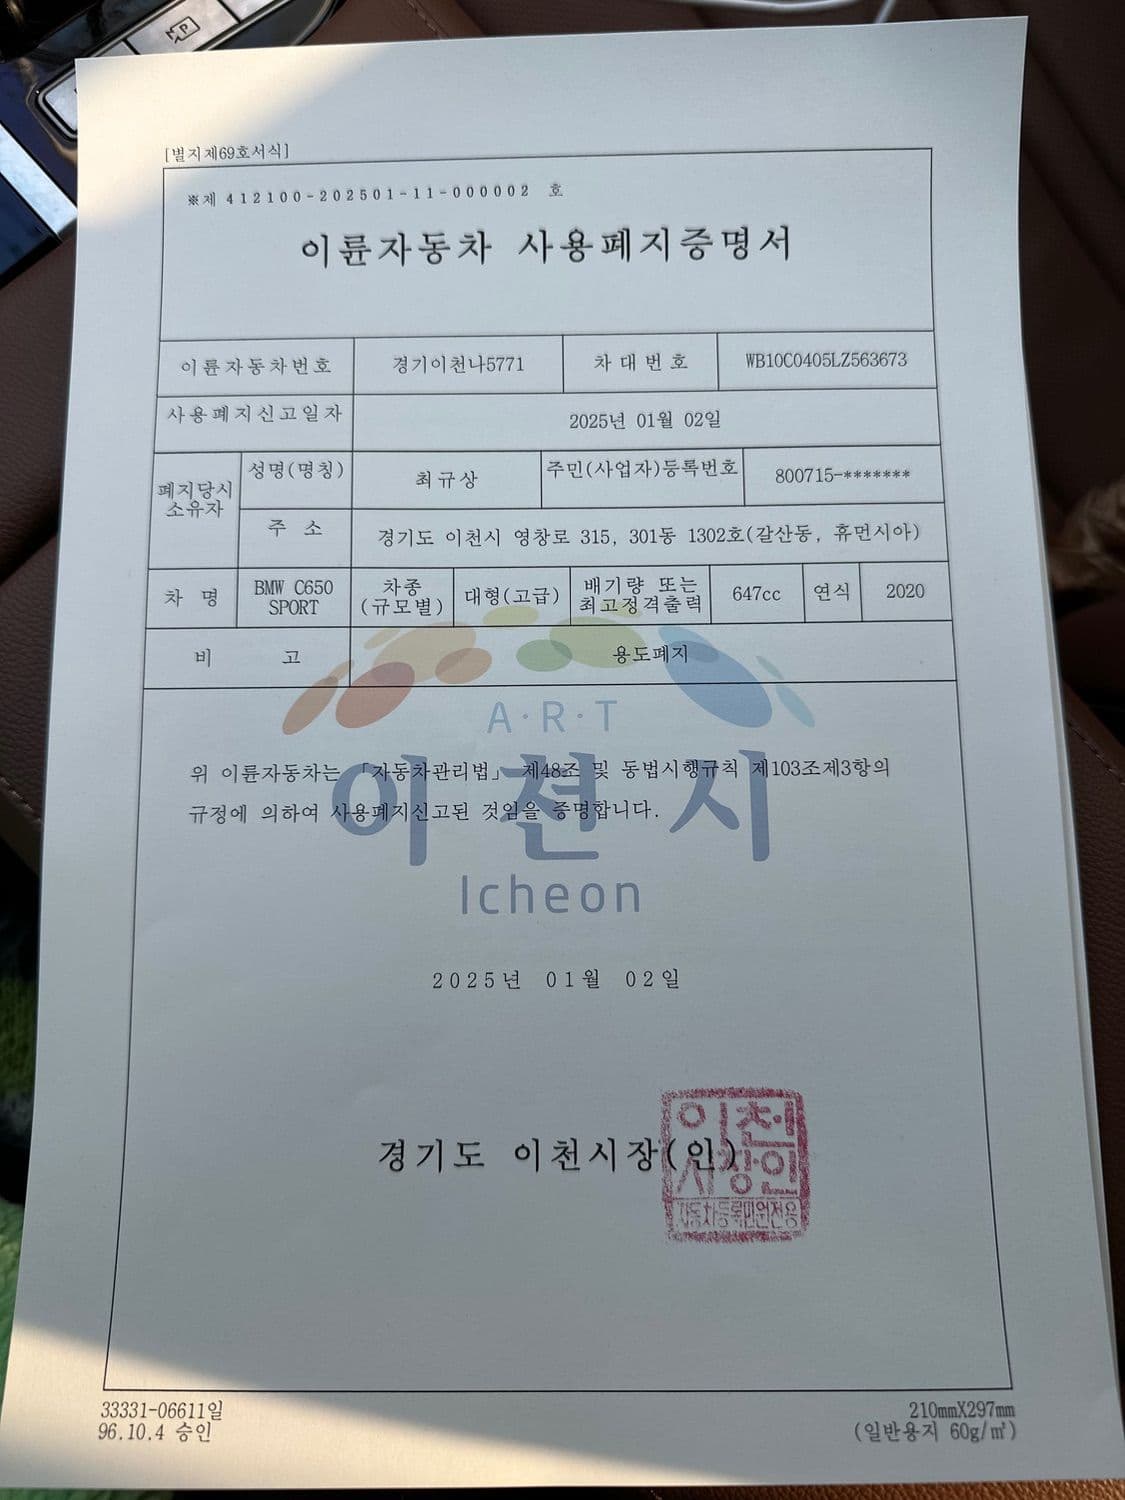 [별지제69호서식]
※제 412100-202501-11-000002 호
이륜자동차 사용폐지증명서
이륜자동차번호 경기이천나5771 차대번호 WB10C0405LZ563673
사용폐지신고일자 2025년 01월 02일
폐지당시 소유자 성명(명칭) 최규상 주민(사업자)등록번호 800715-*******
주 소 경기도 이천시 영창로 315, 301동 1302호(갈산동, 휴먼시아)
차 명 BMW C650 SPORT 차종 (규모별) 대형(고급) 배기량 또는 최고정격출력 647cc 연식 2020
비 고 용도폐지
A·R·T
이천시
Icheon
위 이륜자동차는 「자동차관리법」 제48조 및 동법시행규칙 제103조제3항의
규정에 의하여 사용폐지신고된 것임을 증명합니다.
2025년 01월 02일
경기도 이천시장(인)
이천
시장인
자동차등록민원전용
33331-06611일
96.10.4 승인
210mmX297mm
(일반용지 60g/㎡)